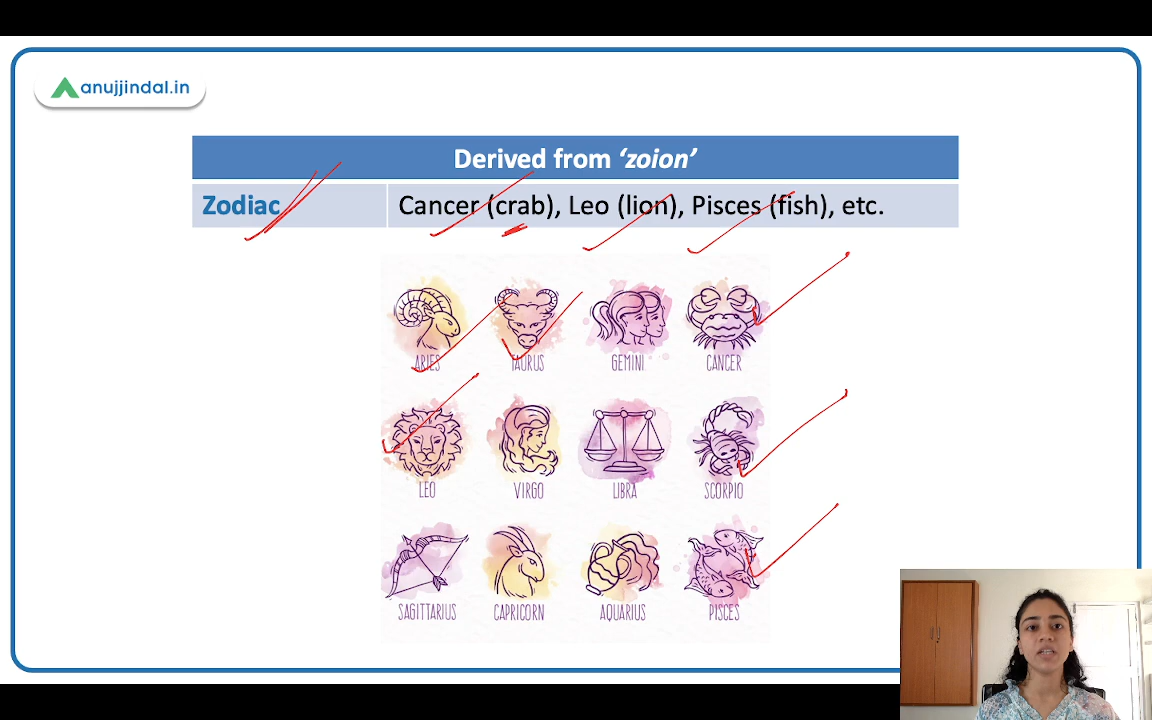 anujjindal.in
Derived from ‘zoion’
Zodiac Cancer (crab), Leo (lion), Pisces (fish), etc.
ARIES TAURUS GEMINI CANCER
LEO VIRGO LIBRA SCORPIO
SAGITTARIUS CAPRICORN AQUARIUS PISCES